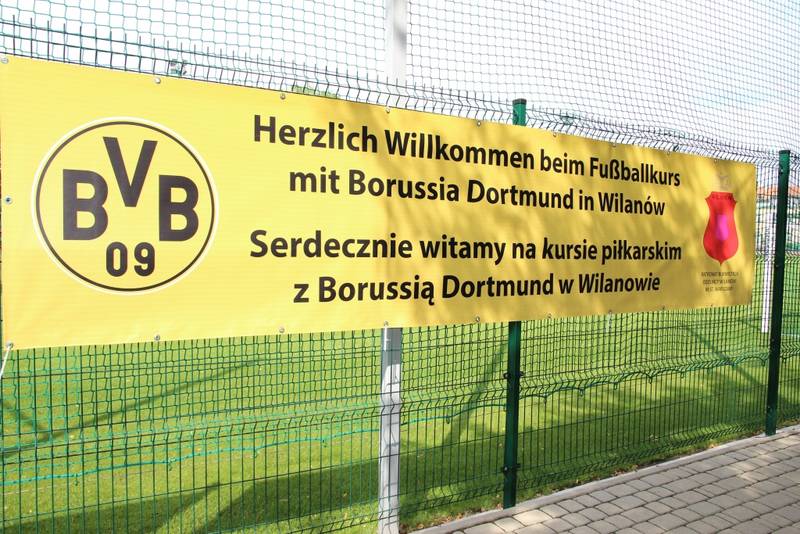 BVB
09
Herzlich Willkommen beim Fußballkurs
mit Borussia Dortmund in Wilanów
Serdecznie witamy na kursie piłkarskim
z Borussią Dortmund w Wilanowie